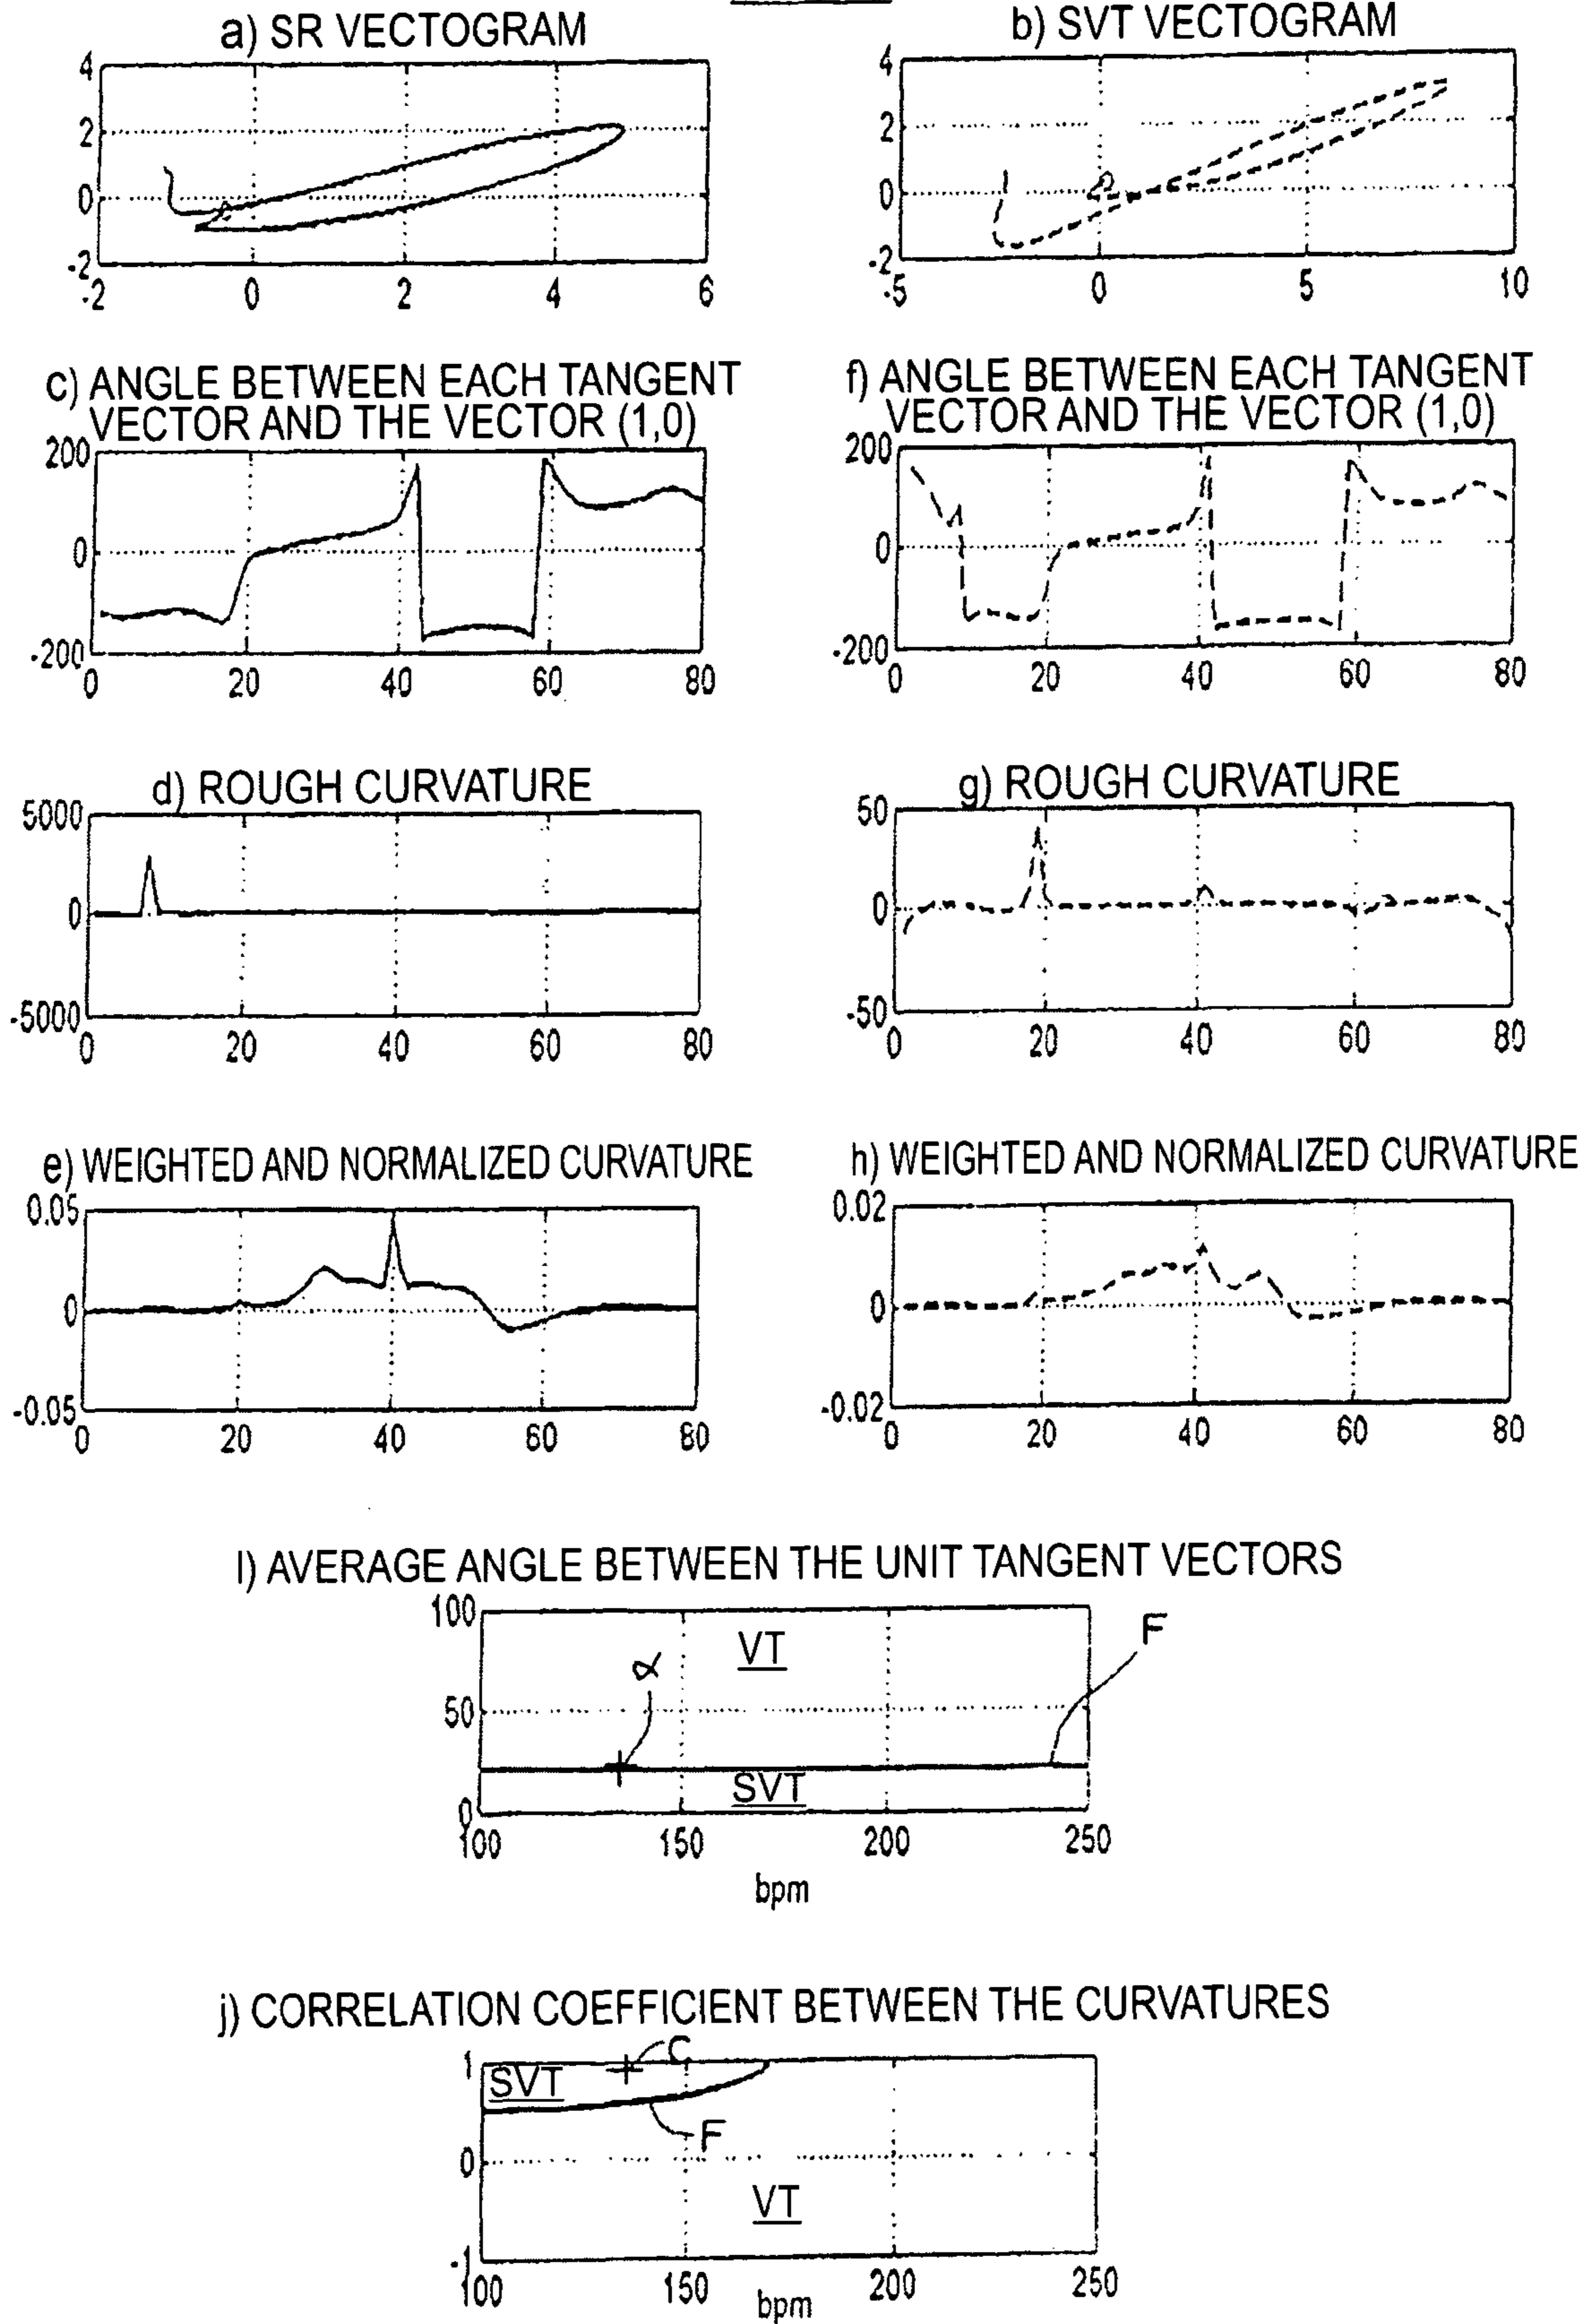 a) SR VECTOGRAM
4
2
0
-2
-2 0 2 4 6
b) SVT VECTOGRAM
4
2
0
-2
-5 0 5 10
c) ANGLE BETWEEN EACH TANGENT
VECTOR AND THE VECTOR (1,0)
200
0
-200
0 20 40 60 80
f) ANGLE BETWEEN EACH TANGENT
VECTOR AND THE VECTOR (1,0)
200
0
-200
0 20 40 60 80
d) ROUGH CURVATURE
5000
0
-5000
0 20 40 60 80
g) ROUGH CURVATURE
50
0
-50
0 20 40 60 80
e) WEIGHTED AND NORMALIZED CURVATURE
0.05
0
-0.05
0 20 40 60 80
h) WEIGHTED AND NORMALIZED CURVATURE
0.02
0
-0.02
0 20 40 60 80
I) AVERAGE ANGLE BETWEEN THE UNIT TANGENT VECTORS
100
F
VT
α
50
SVT
0
100 150 200 250
bpm
j) CORRELATION COEFFICIENT BETWEEN THE CURVATURES
C
1
SVT
F
0
VT
-1
100 150 200 250
bpm